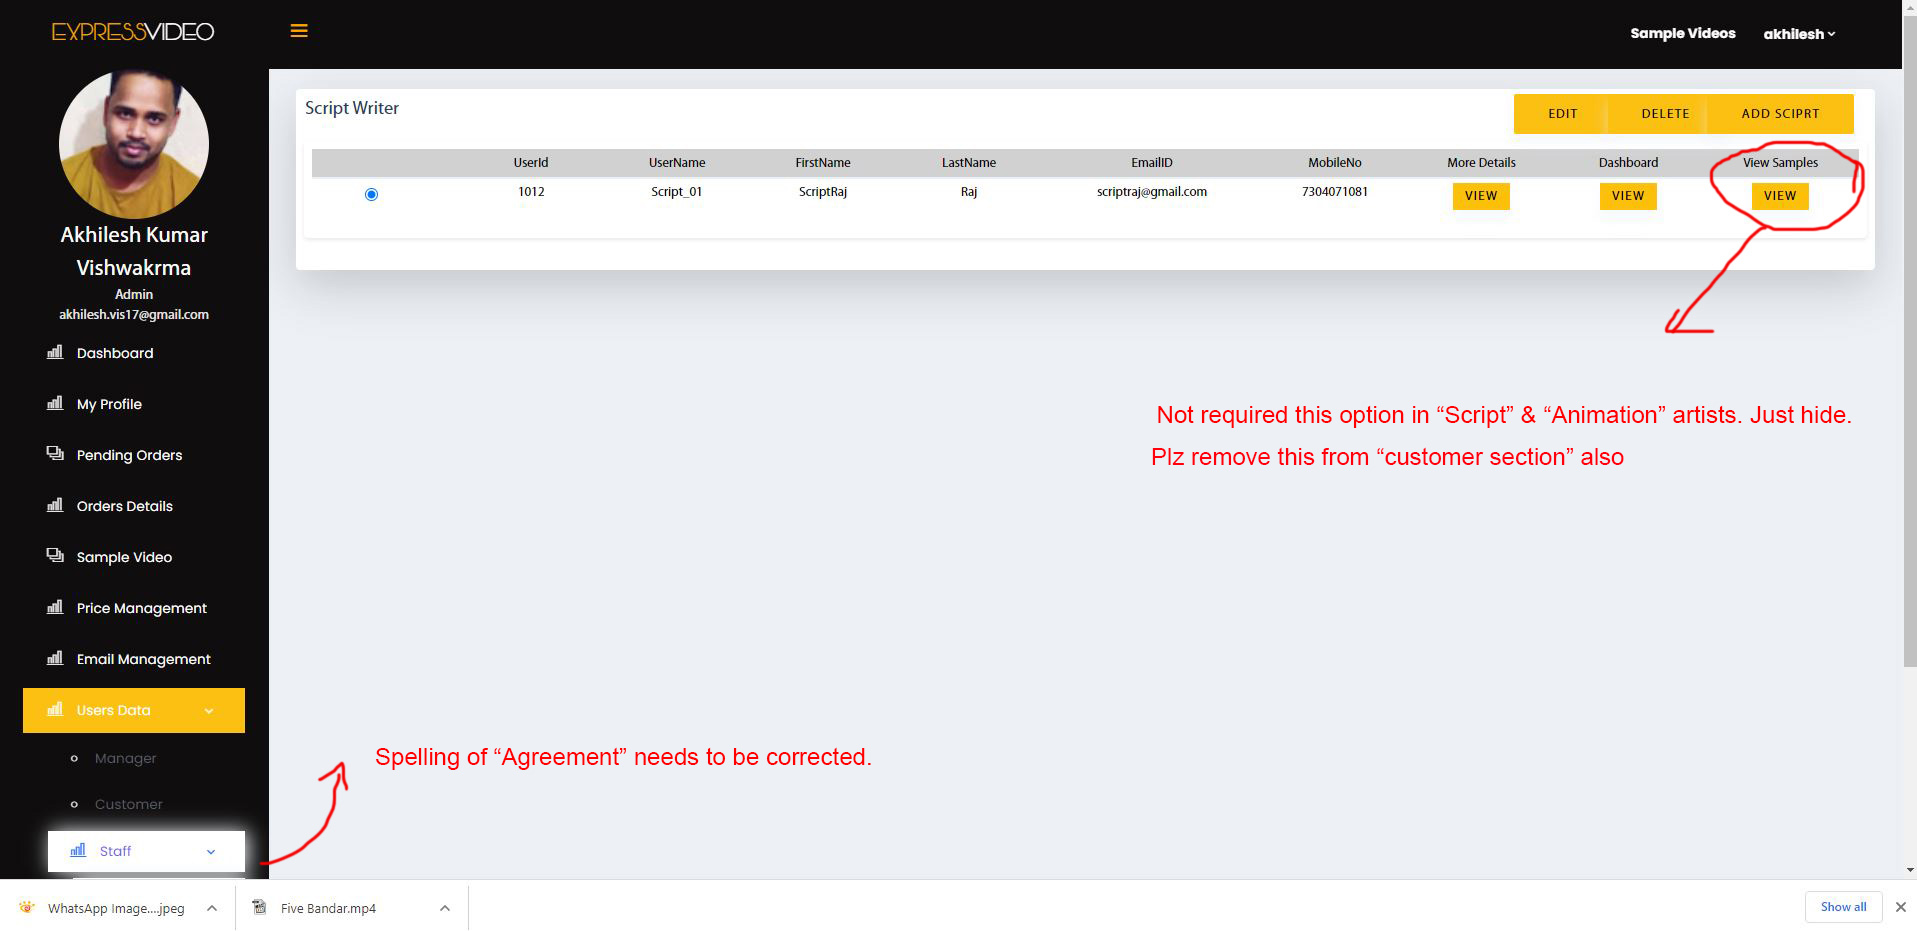 EXPRESSVIDEO
Sample Videos akhilesh
Akhilesh Kumar
Vishwakrma
Admin
akhilesh.vis17@gmail.com
Dashboard
My Profile
Pending Orders
Orders Details
Sample Video
Price Management
Email Management
Users Data
Manager
Customer
Staff
Script Writer
EDIT DELETE ADD SCIPRT
UserId UserName FirstName LastName EmailID MobileNo More Details Dashboard View Samples
1012 Script_01 ScriptRaj Raj scriptraj@gmail.com 7304071081 VIEW VIEW VIEW
Not required this option in “Script” & “Animation” artists. Just hide.
Plz remove this from “customer section” also
Spelling of “Agreement” needs to be corrected.
WhatsApp Image....jpeg Five Bandar.mp4 Show all